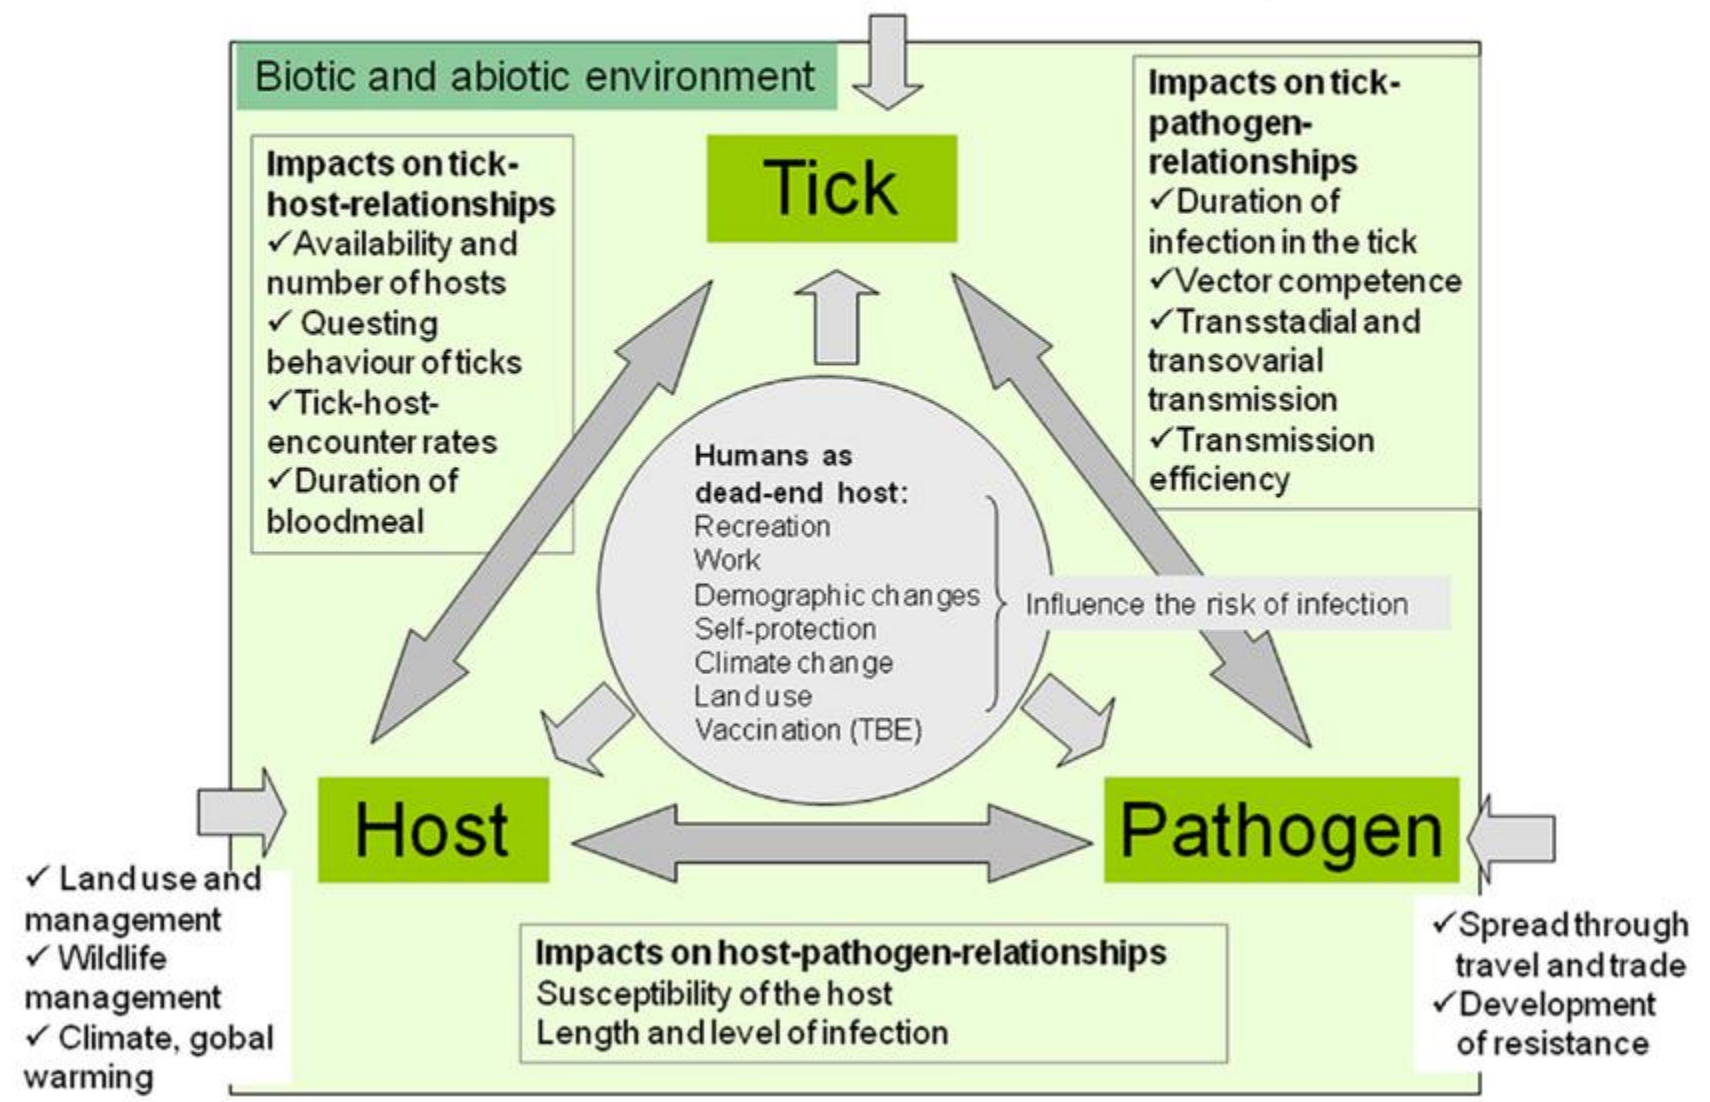 Biotic and abiotic environment
Impacts on tick-
host-relationships
✓Availability and
number of hosts
✓ Questing
behaviour of ticks
✓Tick-host-
encounter rates
✓Duration of
bloodmeal
Tick
Impacts on tick-
pathogen-
relationships
✓Duration of
infection in the tick
✓Vector competence
✓Transstadial and
transovarial
transmission
✓Transmission
efficiency
Humans as
dead-end host:
Recreation
Work
Demographic changes
Self-protection
Climate change
Land use
Vaccination (TBE)
Influence the risk of infection
Host
Pathogen
✓ Land use and
management
✓ Wildlife
management
✓ Climate, gobal
warming
Impacts on host-pathogen-relationships
Susceptibility of the host
Length and level of infection
✓Spread through
travel and trade
✓Development
of resistance